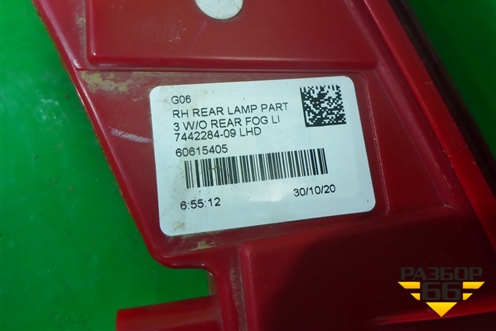 G06
RH REAR LAMP PART
3 W/O REAR FOG LI
7442284-09 LHD
60615405
6:55:12 30/10/20
РАЗБОР
66